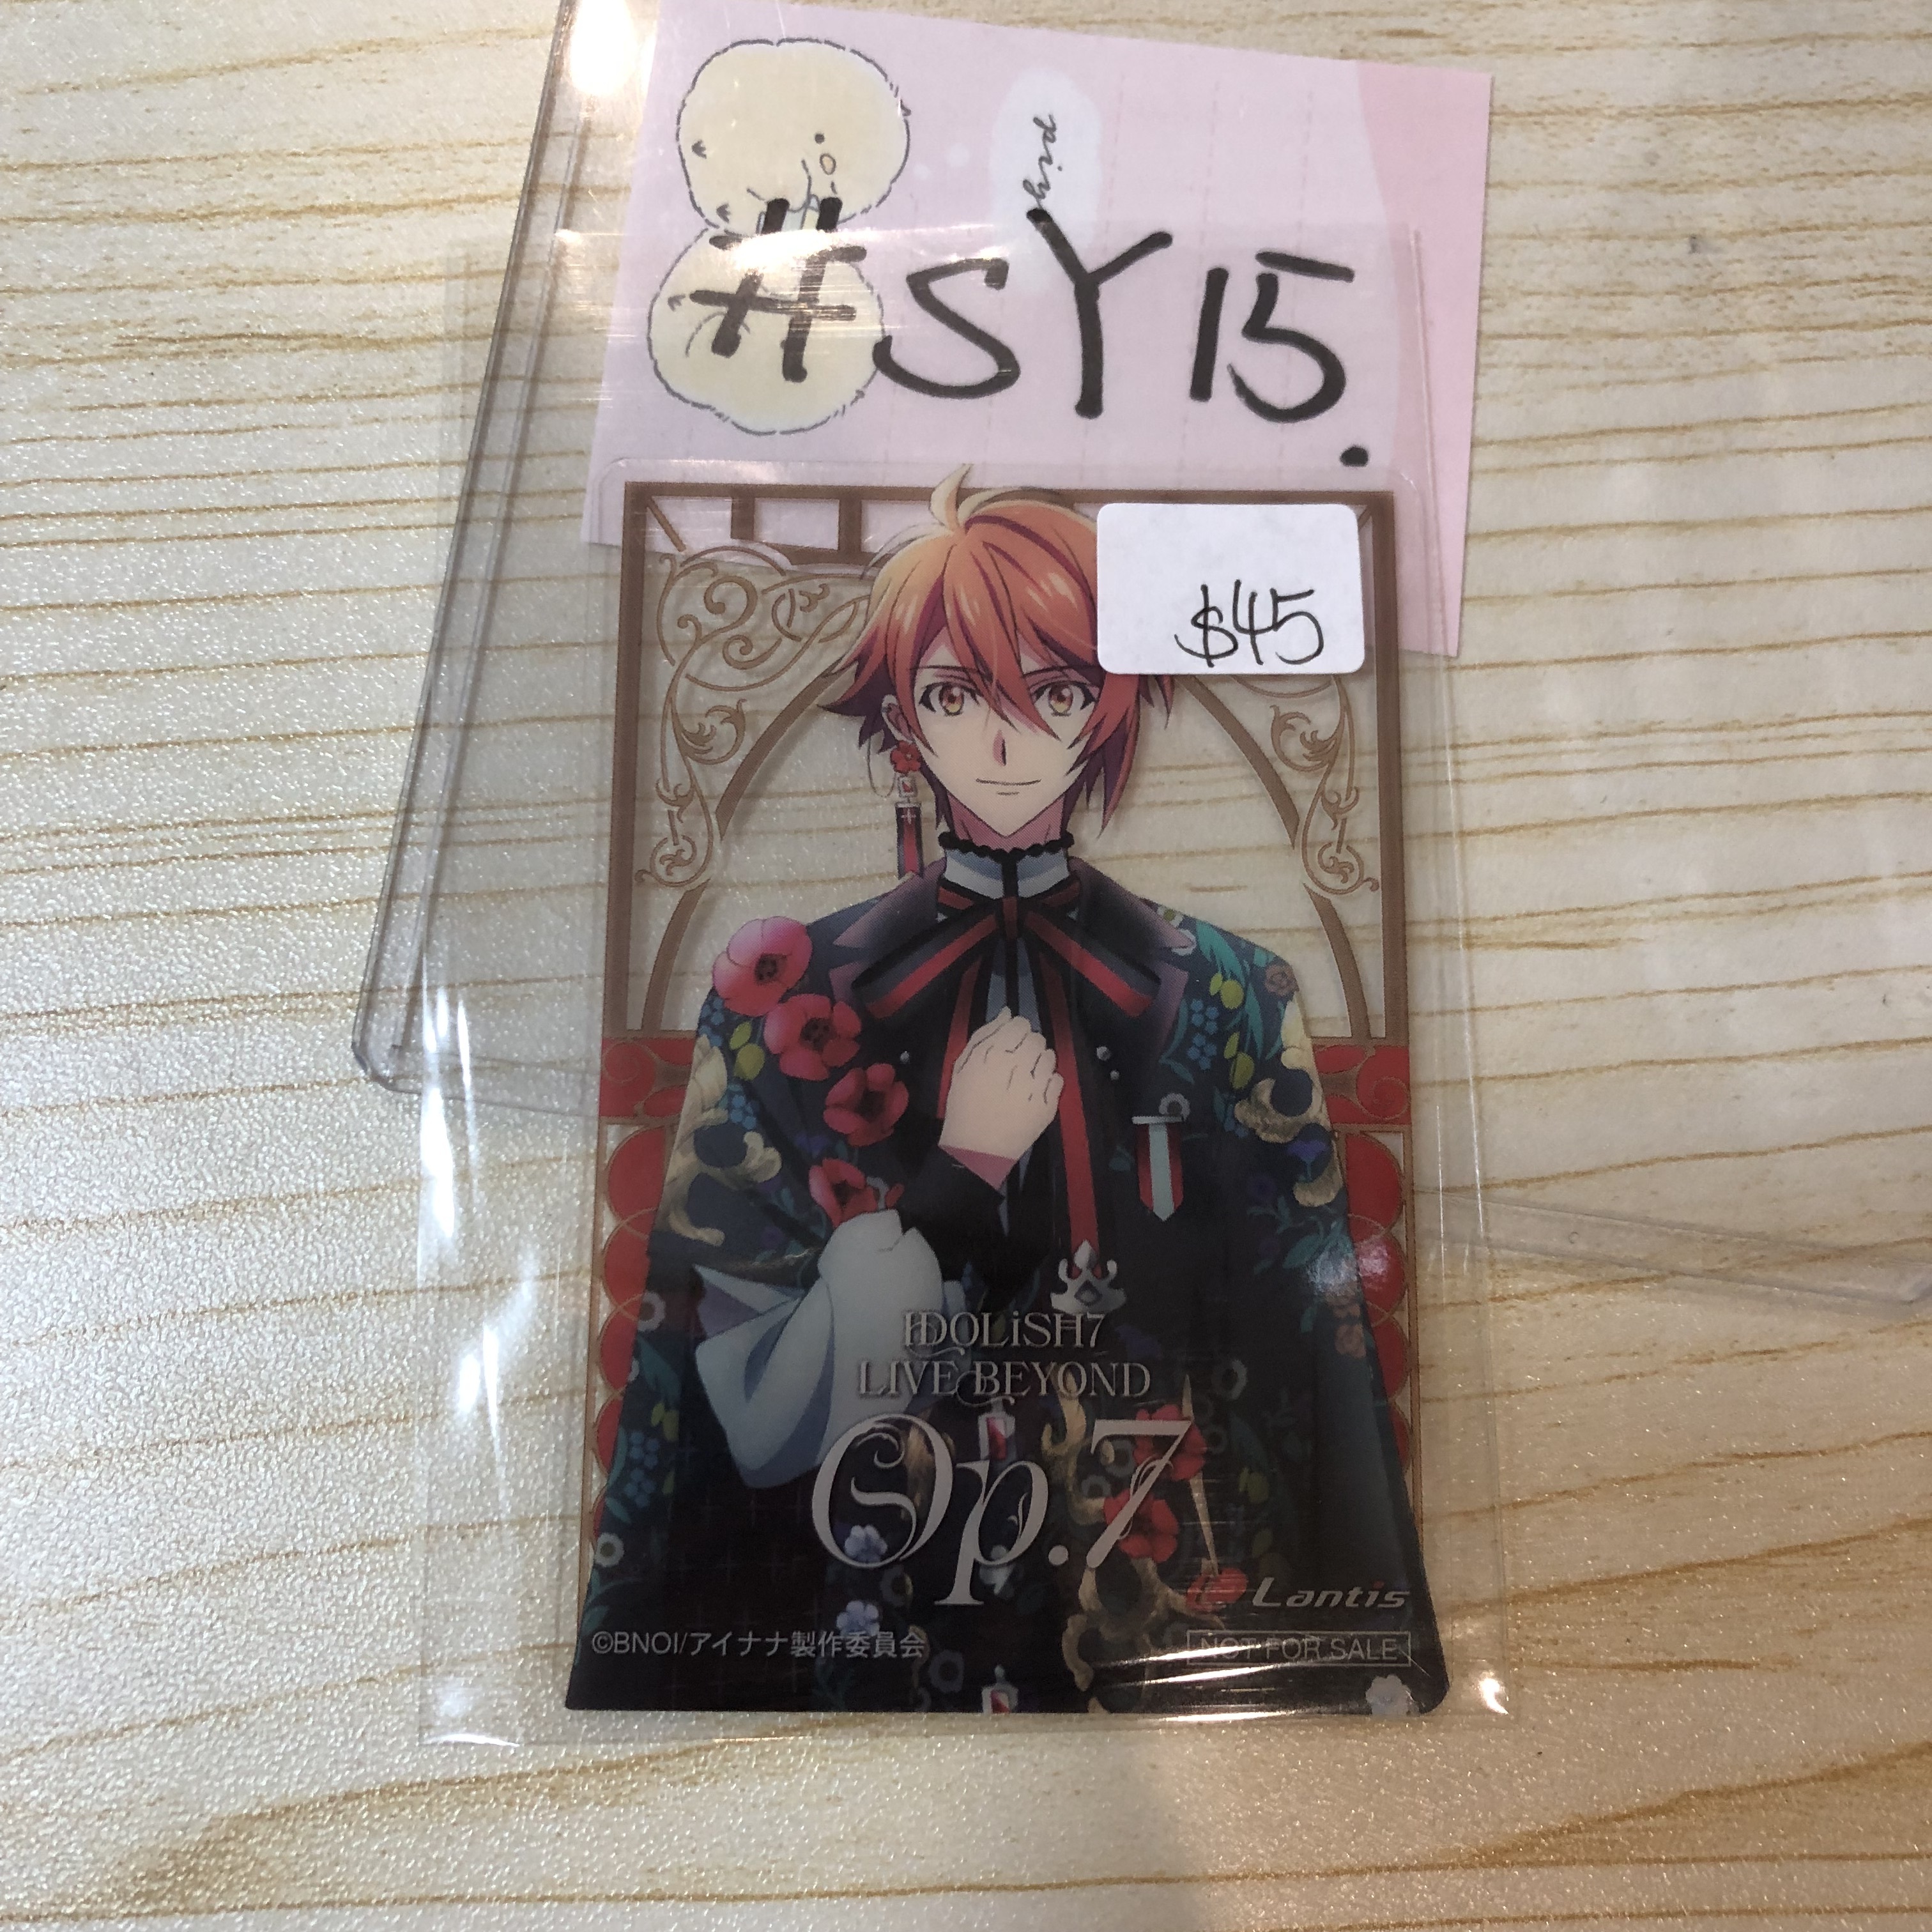 piyo
#SY15.
$45
IDOLiSH7
LIVE BEYOND
Op.7
Lantis
©BNOI/アイナナ製作委員会
NOT FOR SALE